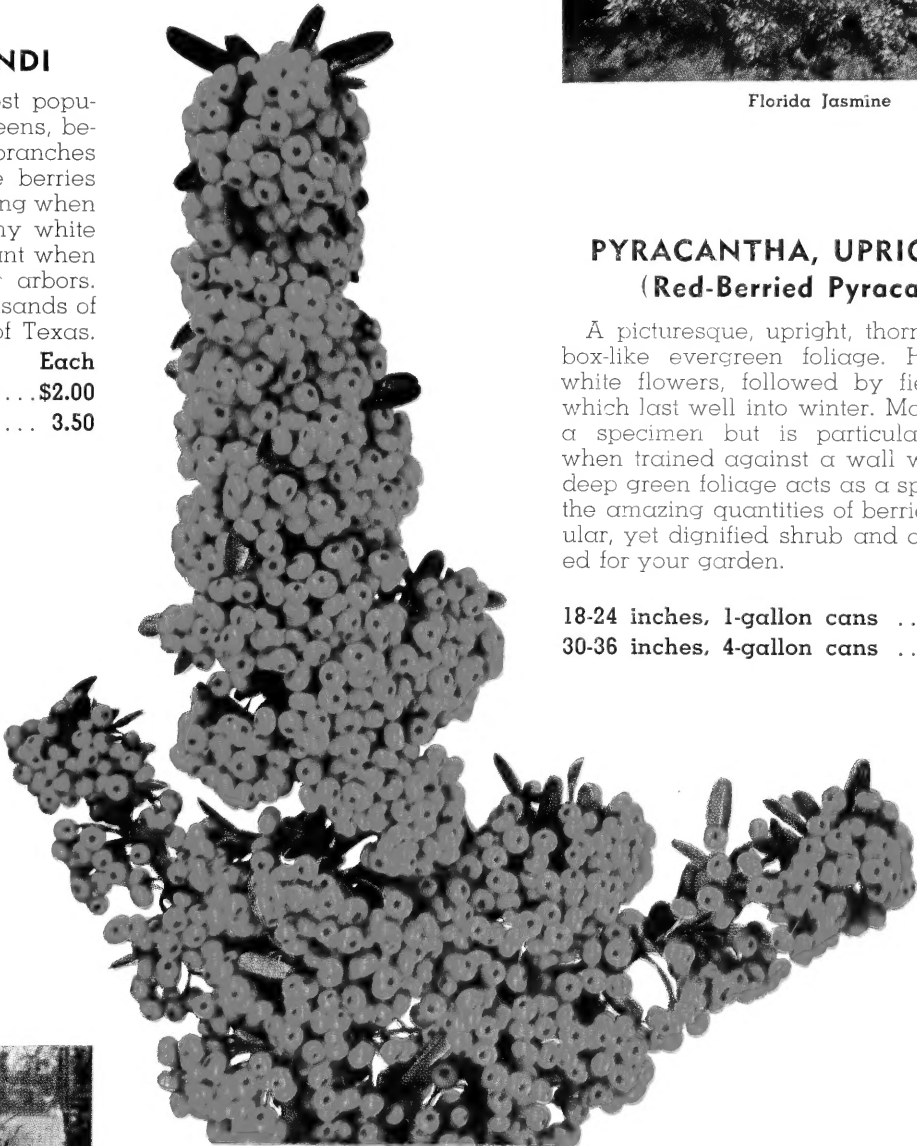 NDI
st popu-
eens, be-
branches
e berries
ng when
ny white
ant when
arbors.
sands of
of Texas.
Each
...$2.00
... 3.50
Florida Jasmine
PYRACANTHA, UPRIG
(Red-Berried Pyraca
A picturesque, upright, thorn
box-like evergreen foliage. H
white flowers, followed by fie
which last well into winter. Ma
a specimen but is particula
when trained against a wall w
deep green foliage acts as a sp
the amazing quantities of berrie
ular, yet dignified shrub and
ed for your garden.
18-24 inches, 1-gallon cans ..
30-36 inches, 4-gallon cans ..